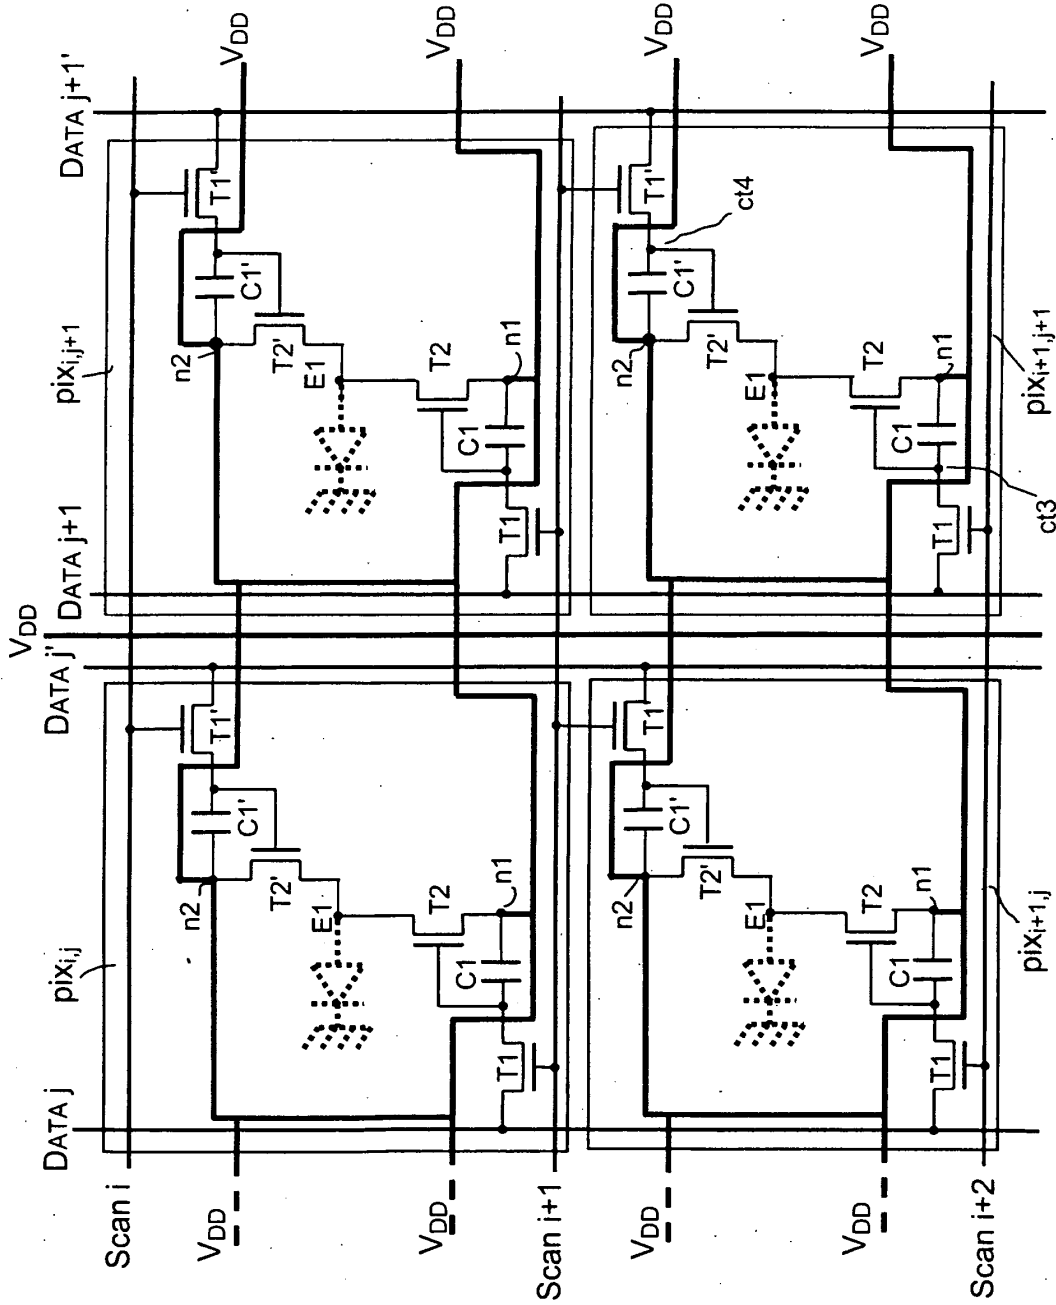 DATA j
DATA j'
VDD
DATA j+1
DATA j+1'
Scan i
pixi,j
pixi,j+1
VDD
VDD
n2
C1'
T1'
T2'
E1
T2
n1
C1
T1
n2
C1'
T1'
T2'
E1
T2
n1
C1
T1
VDD
VDD
Scan i+1
VDD
VDD
n2
C1'
T1'
T2'
E1
T2
n1
C1
T1
n2
C1'
T1'
ct4
T2'
E1
T2
n1
C1
T1
VDD
VDD
Scan i+2
pixi+1,j
pixi+1,j+1
ct3